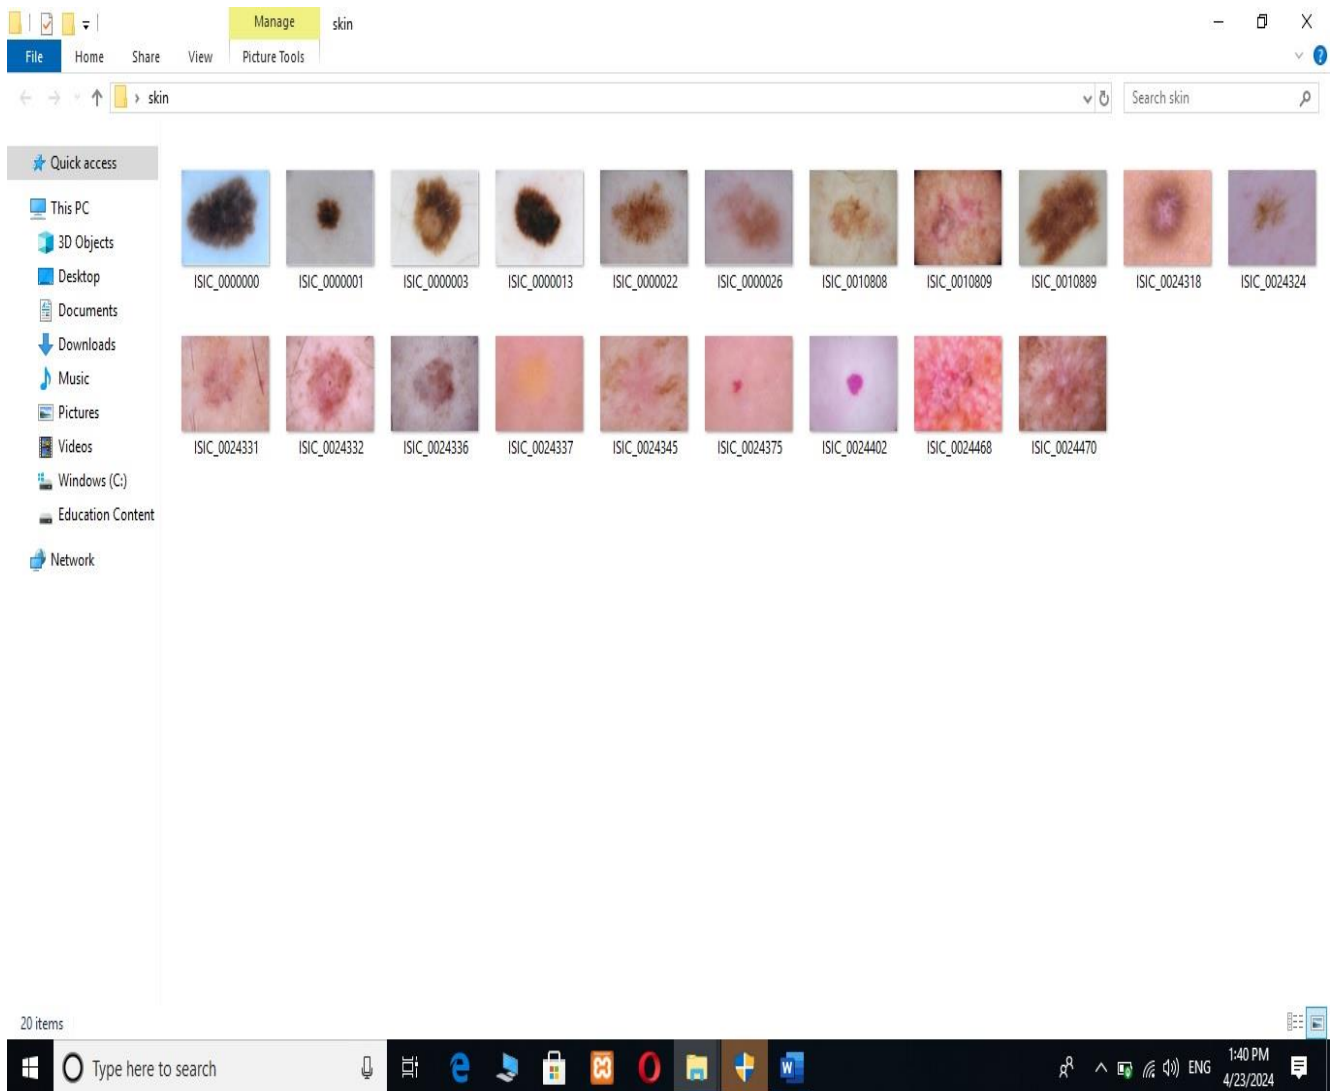 Manage skin
File Home Share View Picture Tools
skin
Search skin
Quick access
This PC
3D Objects
Desktop
Documents
Downloads
Music
Pictures
Videos
Windows (C:)
Education Content
Network
ISIC_0000000 ISIC_0000001 ISIC_0000003 ISIC_0000013 ISIC_0000022 ISIC_0000026 ISIC_0010808 ISIC_0010809 ISIC_0010889 ISIC_0024318 ISIC_0024324
ISIC_0024331 ISIC_0024332 ISIC_0024336 ISIC_0024337 ISIC_0024345 ISIC_0024375 ISIC_0024402 ISIC_0024468 ISIC_0024470
20 items
Type here to search
ENG
1:40 PM
4/23/2024